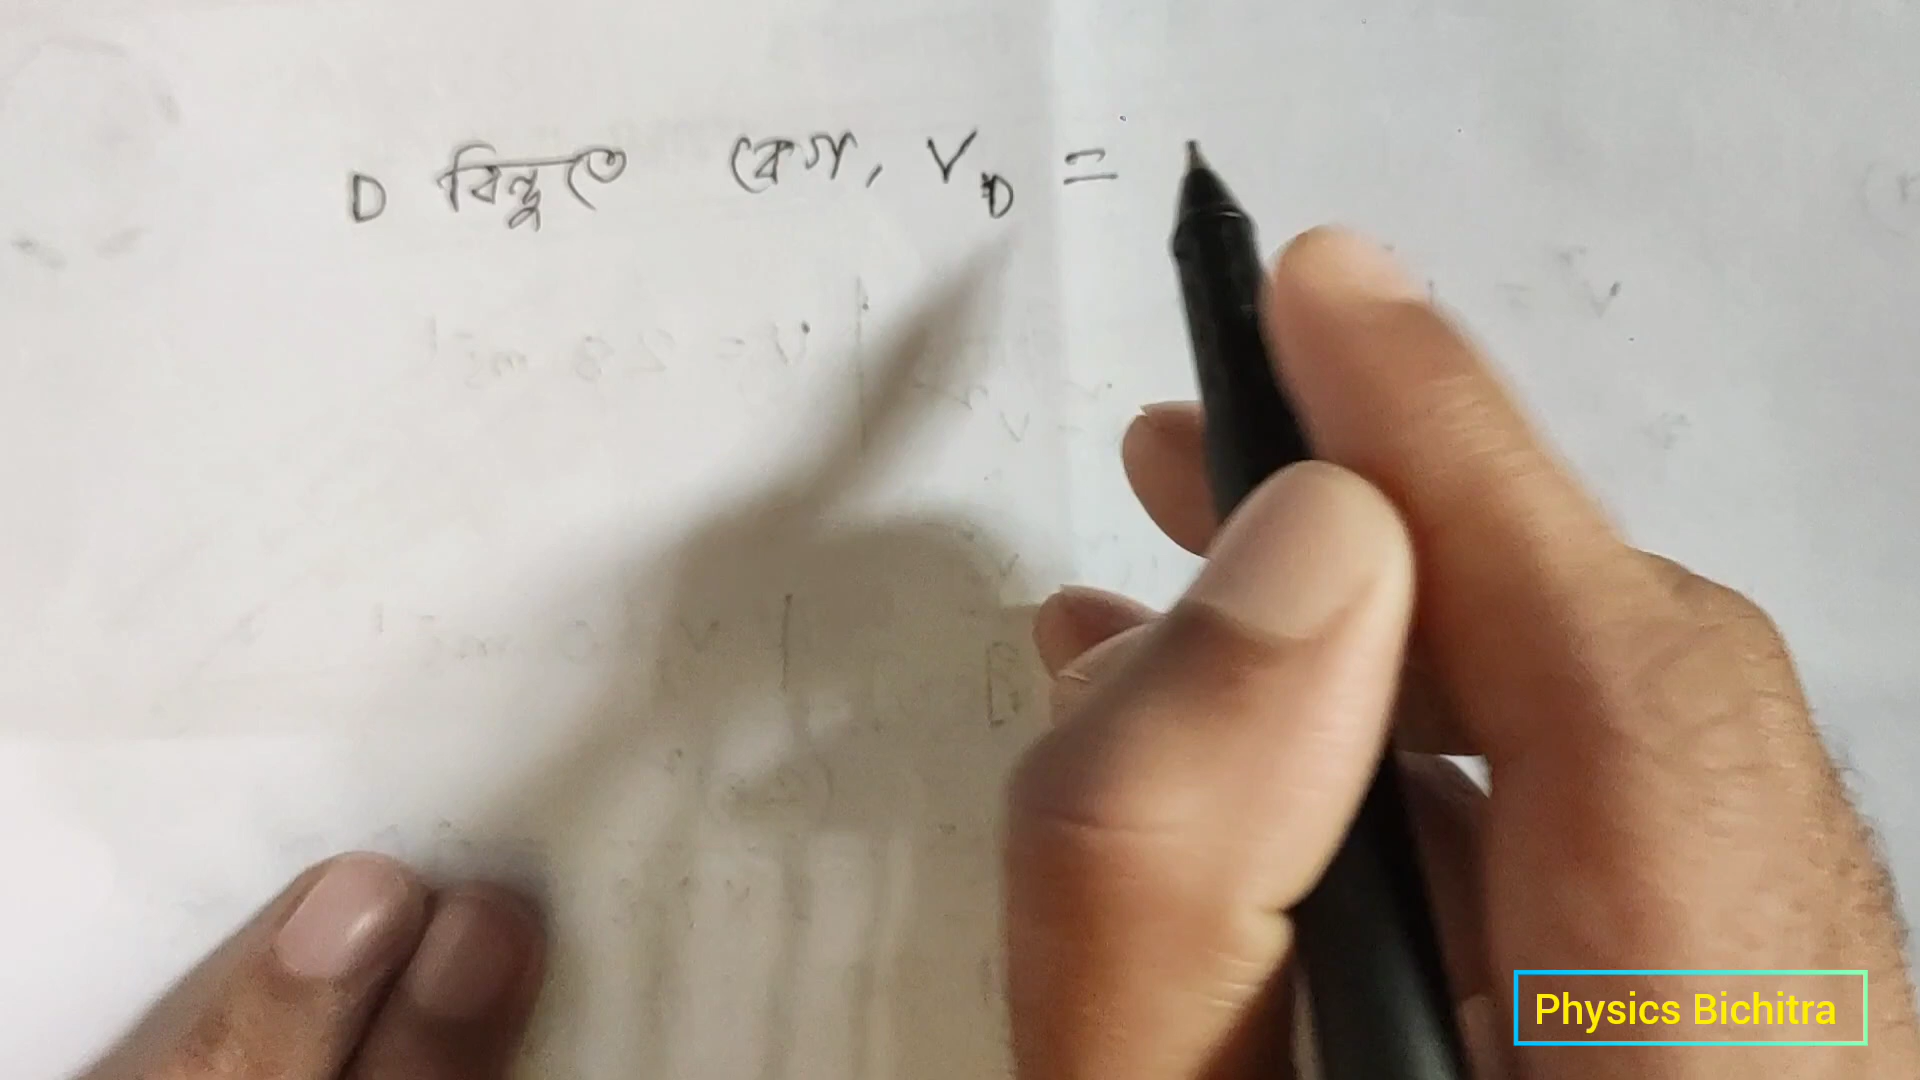 D বিন্দুতে বেগ, V_D =
Physics Bichitra